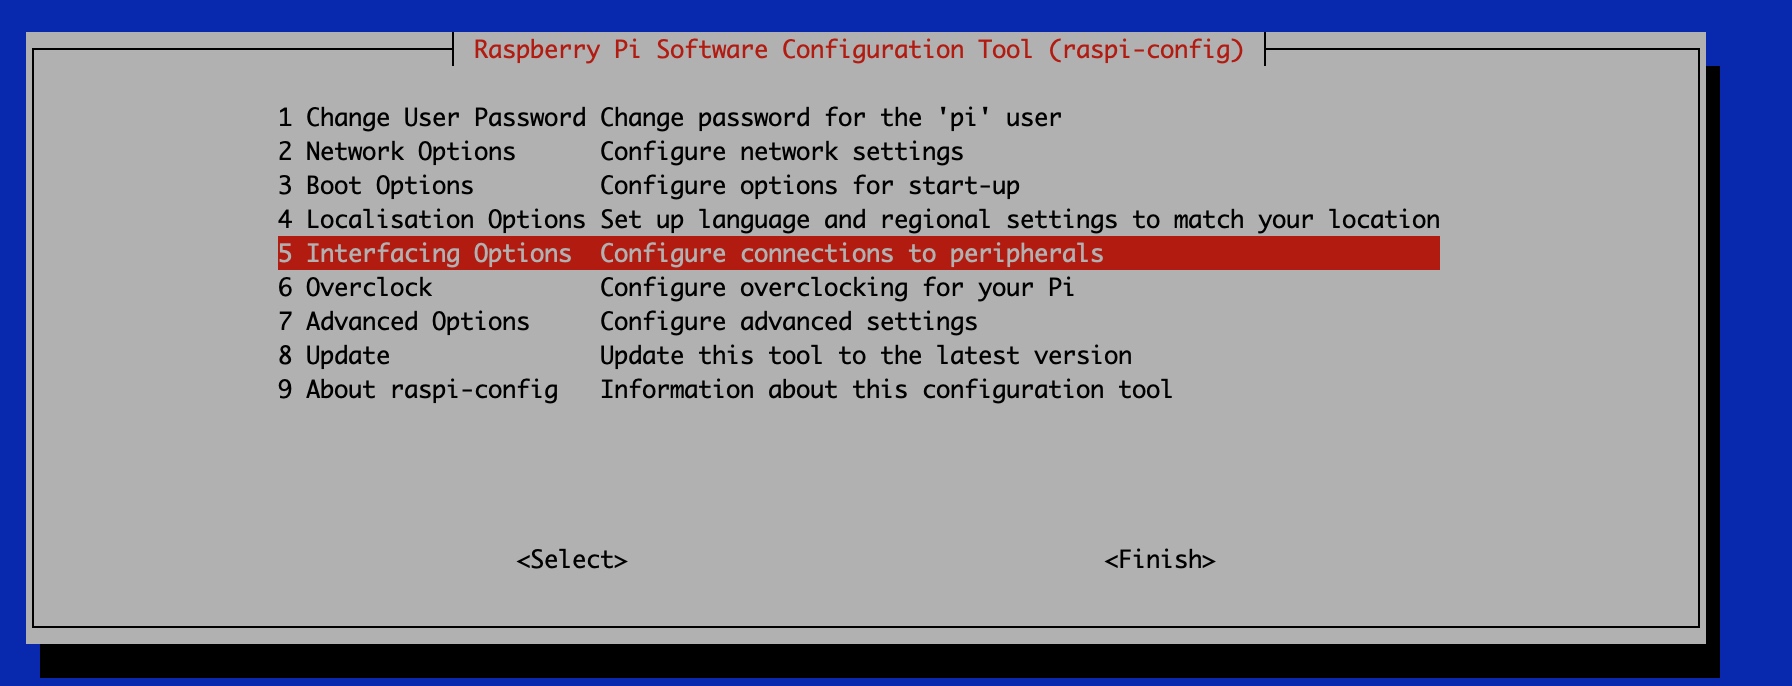 Raspberry Pi Software Configuration Tool (raspi-config)
1 Change User Password Change password for the 'pi' user
2 Network Options Configure network settings
3 Boot Options Configure options for start-up
4 Localisation Options Set up language and regional settings to match your location
5 Interfacing Options Configure connections to peripherals
6 Overclock Configure overclocking for your Pi
7 Advanced Options Configure advanced settings
8 Update Update this tool to the latest version
9 About raspi-config Information about this configuration tool
<Select> <Finish>